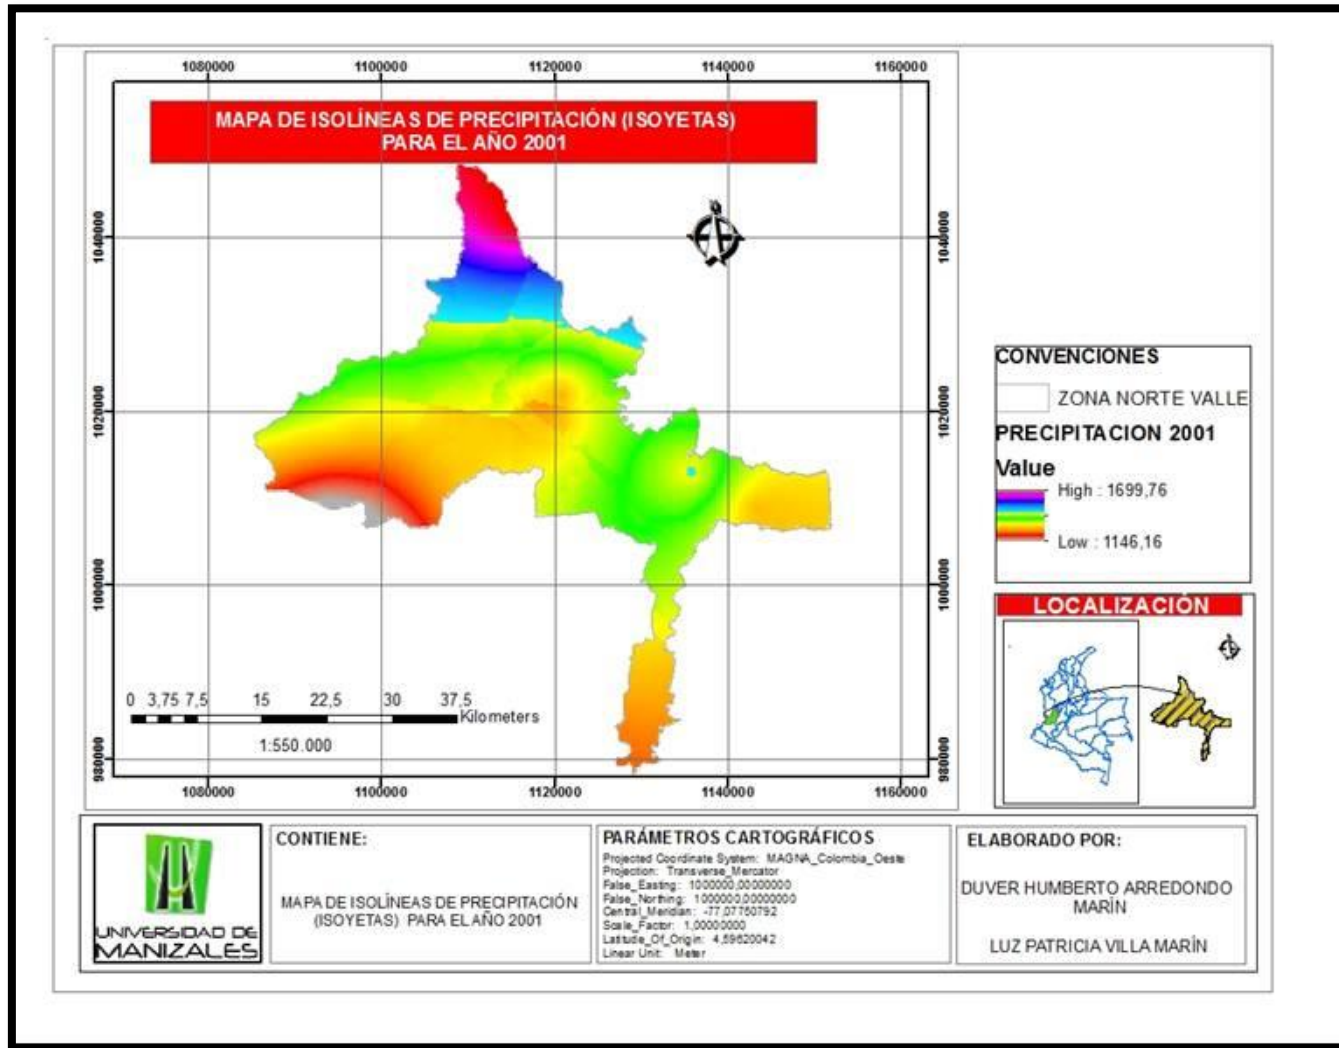 1080000 1100000 1120000 1140000 1160000
MAPA DE ISOLÍNEAS DE PRECIPITACIÓN (ISOYETAS)
PARA EL AÑO 2001
1040000 1040000
1020000 1020000
1000000 1000000
980000 980000
0 3,75 7,5 15 22,5 30 37,5
Kilometers
1:550.000
1080000 1100000 1120000 1140000 1160000
CONVENCIONES
ZONA NORTE VALLE
PRECIPITACION 2001
Value
High : 1699,76
Low : 1146,16
LOCALIZACIÓN
UNIVERSIDAD DE
MANIZALES
CONTIENE:
MAPA DE ISOLÍNEAS DE PRECIPITACIÓN
(ISOYETAS) PARA EL AÑO 2001
PARÁMETROS CARTOGRÁFICOS
Projected Coordinate System: MAGNA_Colombia_Oeste
Projection: Transverse_Mercator
False_Easting: 1000000,00000000
False_Northing: 1000000,00000000
Central_Meridian: -77,07750792
Scale_Factor: 1,00000000
Latitude_Of_Origin: 4,59620042
Linear Unit: Meter
ELABORADO POR:
DUVER HUMBERTO ARREDONDO
MARÍN
LUZ PATRICIA VILLA MARÍN